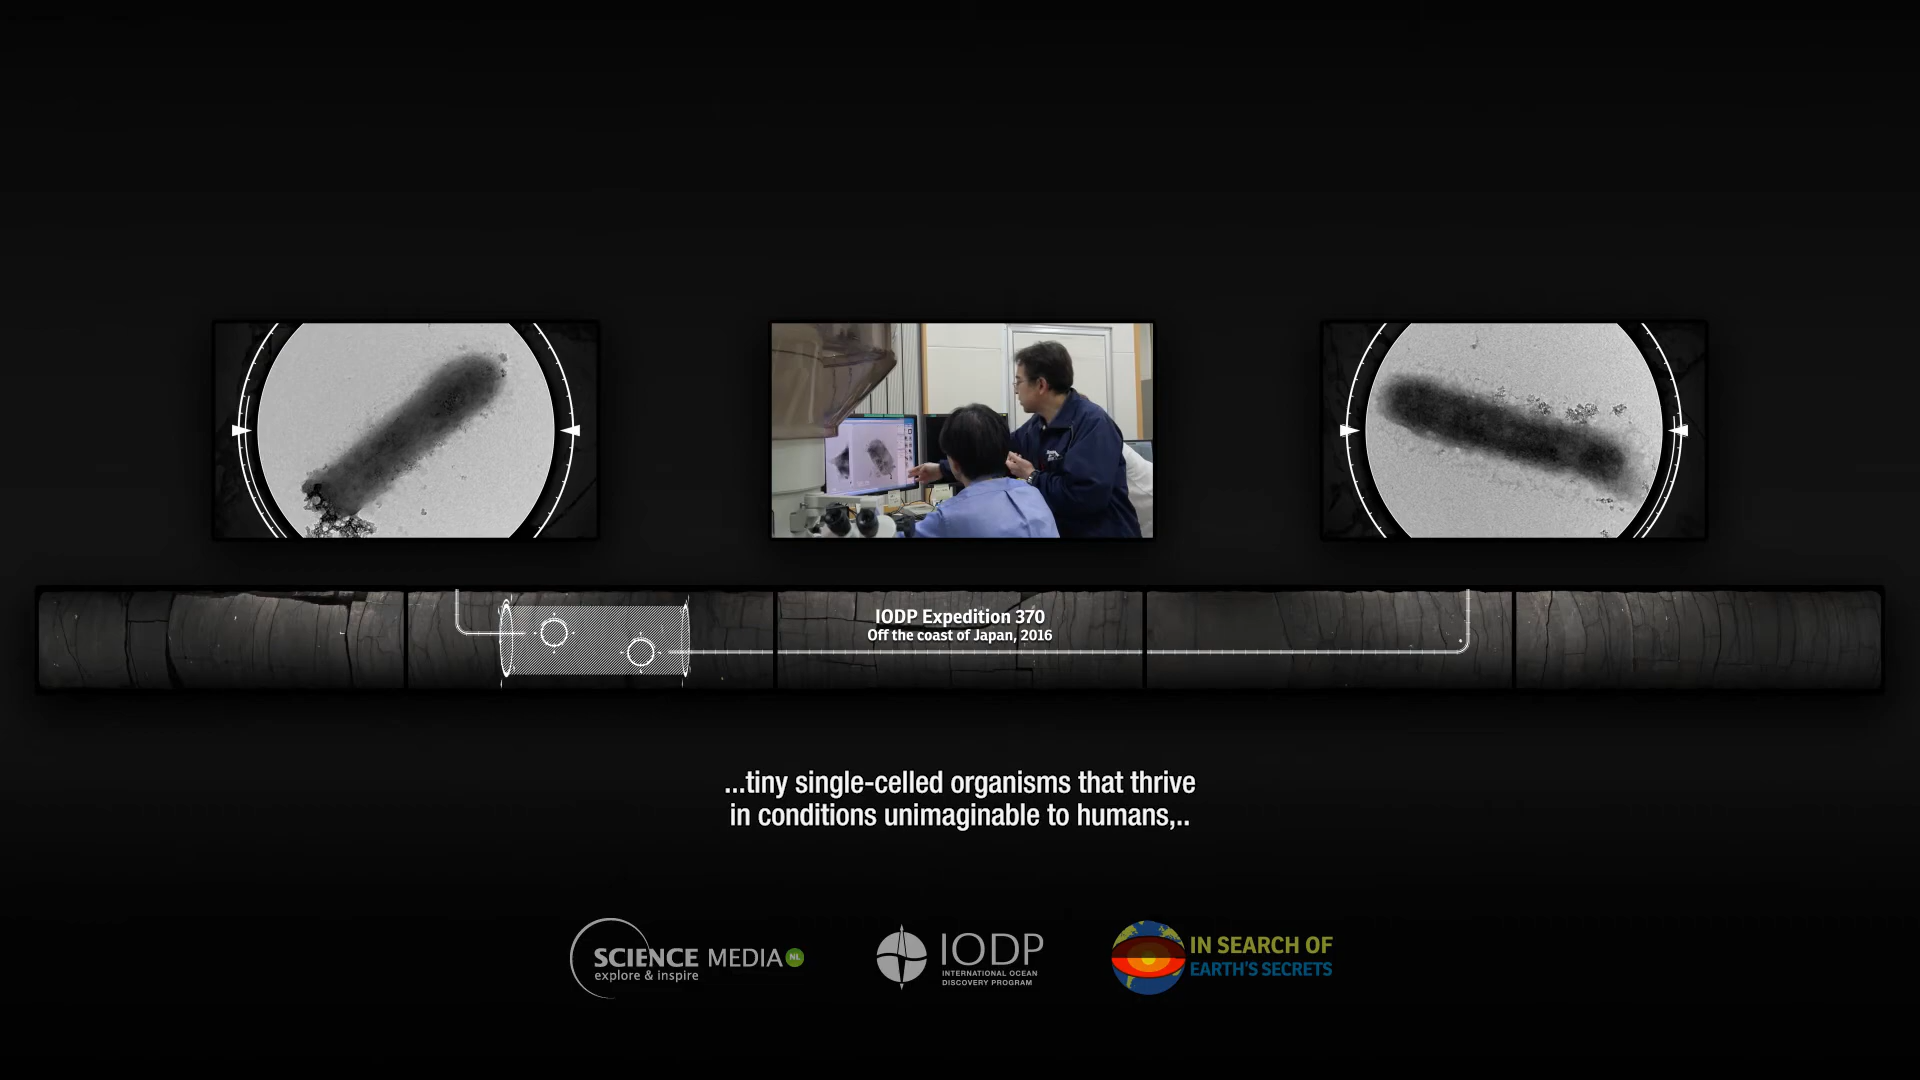 IODP Expedition 370
Off the coast of Japan, 2016
...tiny single-celled organisms that thrive
in conditions unimaginable to humans,..
SCIENCE MEDIA NL
explore & inspire
IODP
INTERNATIONAL OCEAN
DISCOVERY PROGRAM
IN SEARCH OF
EARTH'S SECRETS